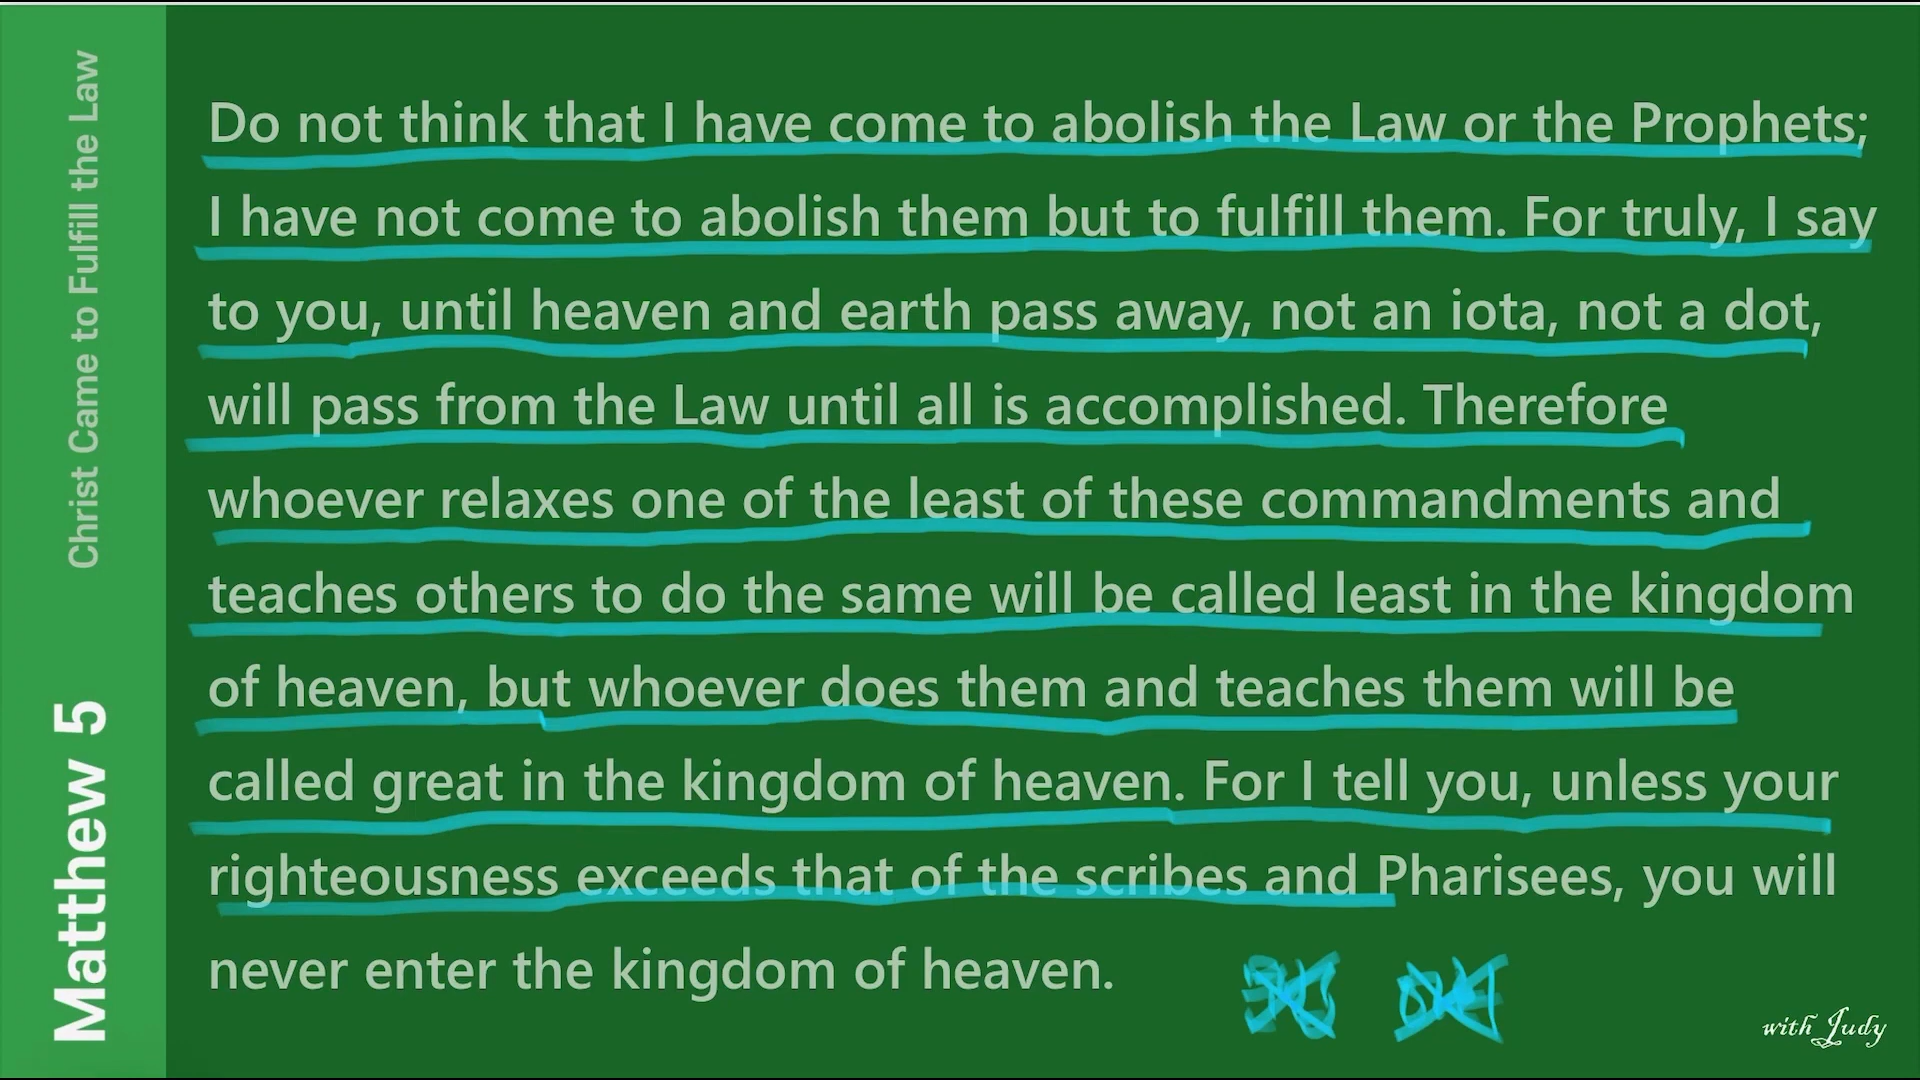 Christ Came to Fulfill the Law
Matthew 5
Do not think that I have come to abolish the Law or the Prophets;
I have not come to abolish them but to fulfill them. For truly, I say
to you, until heaven and earth pass away, not an iota, not a dot,
will pass from the Law until all is accomplished. Therefore
whoever relaxes one of the least of these commandments and
teaches others to do the same will be called least in the kingdom
of heaven, but whoever does them and teaches them will be
called great in the kingdom of heaven. For I tell you, unless your
righteousness exceeds that of the scribes and Pharisees, you will
never enter the kingdom of heaven.
with Judy